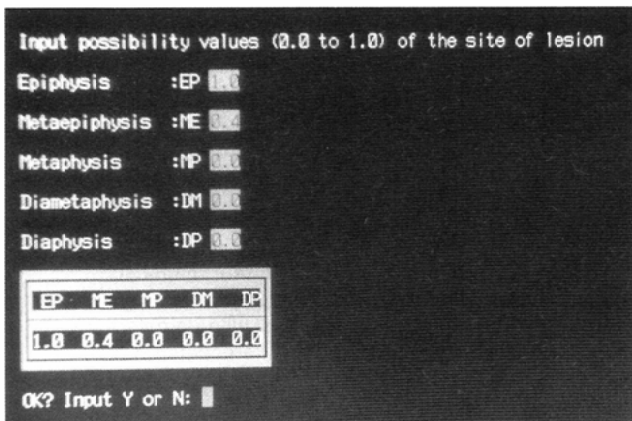 Input possibility values (0.0 to 1.0) of the site of lesion
Epiphysis :EP 1.0
Metaepiphysis :ME 0.4
Metaphysis :MP 0.0
Diametaphysis :DM 0.0
Diaphysis :DP 0.0
EP ME MP DM DP
1.0 0.4 0.0 0.0 0.0
OK? Input Y or N: